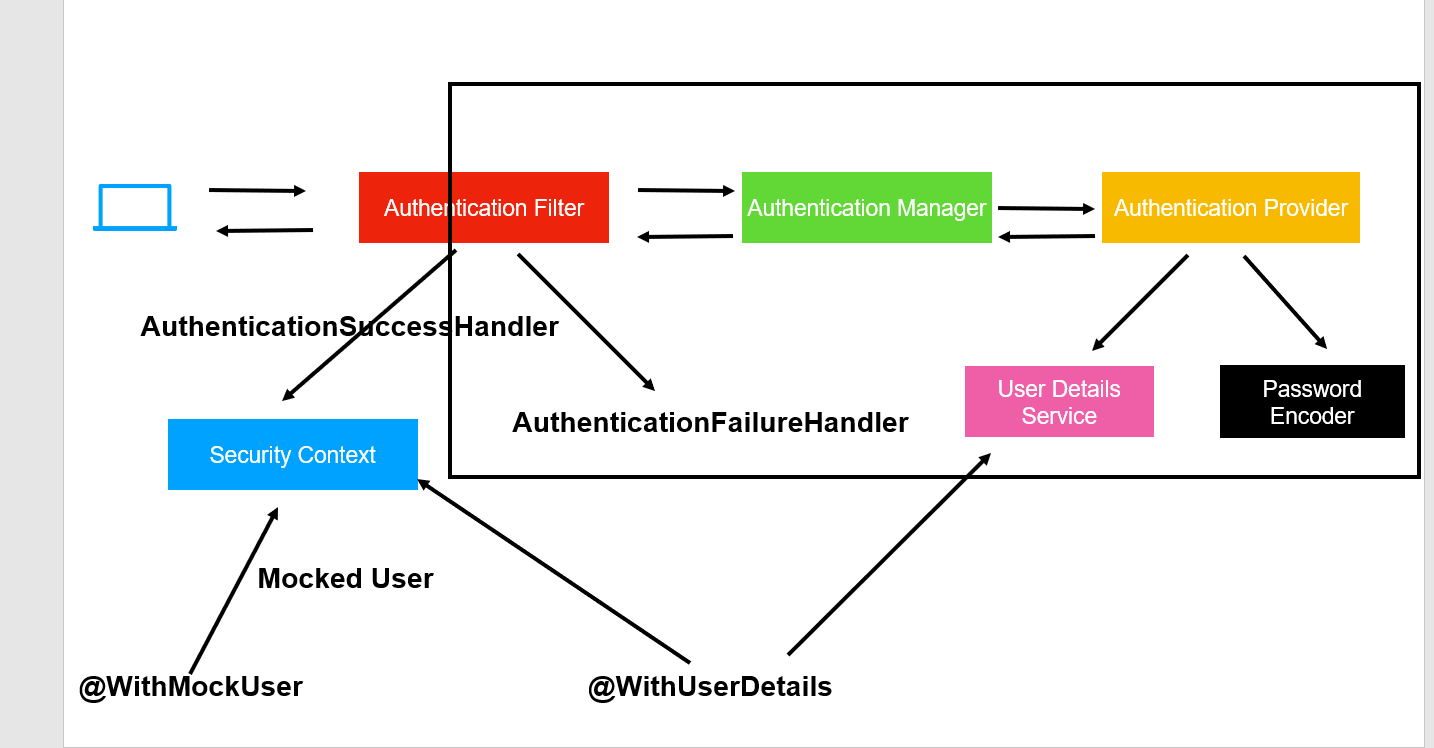 Authentication Filter
Authentication Manager
Authentication Provider
AuthenticationSuccessHandler
AuthenticationFailureHandler
User Details
Service
Password
Encoder
Security Context
Mocked User
@WithMockUser
@WithUserDetails